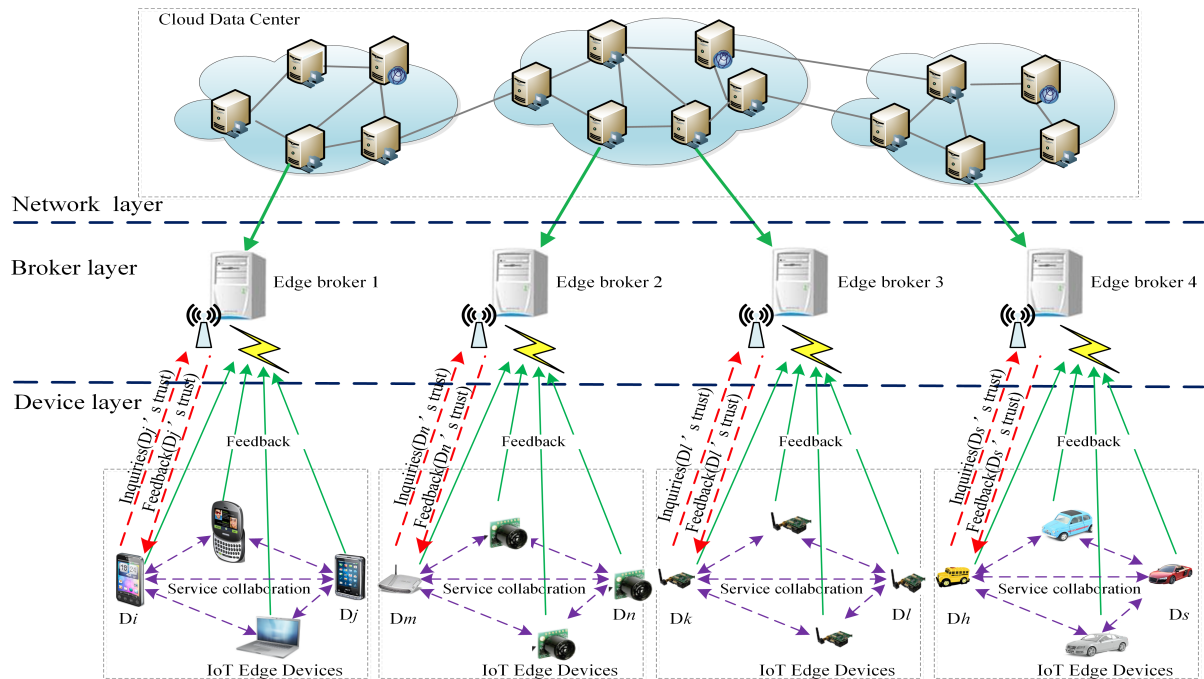 Cloud Data Center
Network layer
Broker layer
Edge broker 1
Edge broker 2
Edge broker 3
Edge broker 4
Device layer
Inquiries(Dj’s trust)
Feedback(Dj’s trust)
Feedback
Inquiries(Dn’s trust)
Feedback(Dn’s trust)
Feedback
Inquiries(Dl’s trust)
Feedback(Dl’s trust)
Feedback
Inquiries(Ds’s trust)
Feedback(Ds’s trust)
Feedback
Service collaboration
Di
Dj
IoT Edge Devices
Service collaboration
Dm
Dn
IoT Edge Devices
Service collaboration
Dk
Dl
IoT Edge Devices
Service collaboration
Dh
Ds
IoT Edge Devices